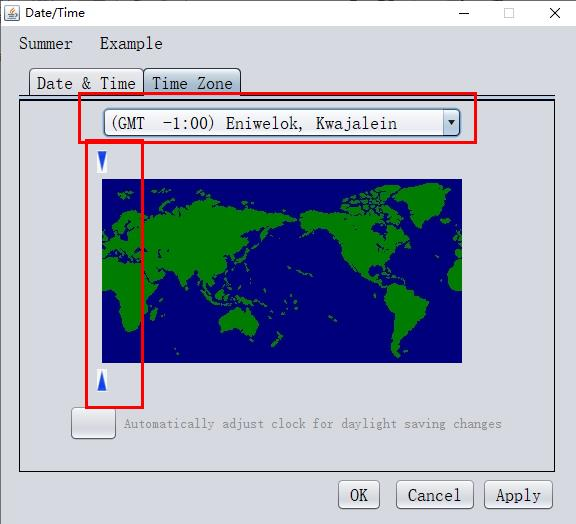 Date/Time
Summer Example
Date & Time Time Zone
(GMT -1:00) Eniwelok, Kwajalein
Automatically adjust clock for daylight saving changes
OK Cancel Apply